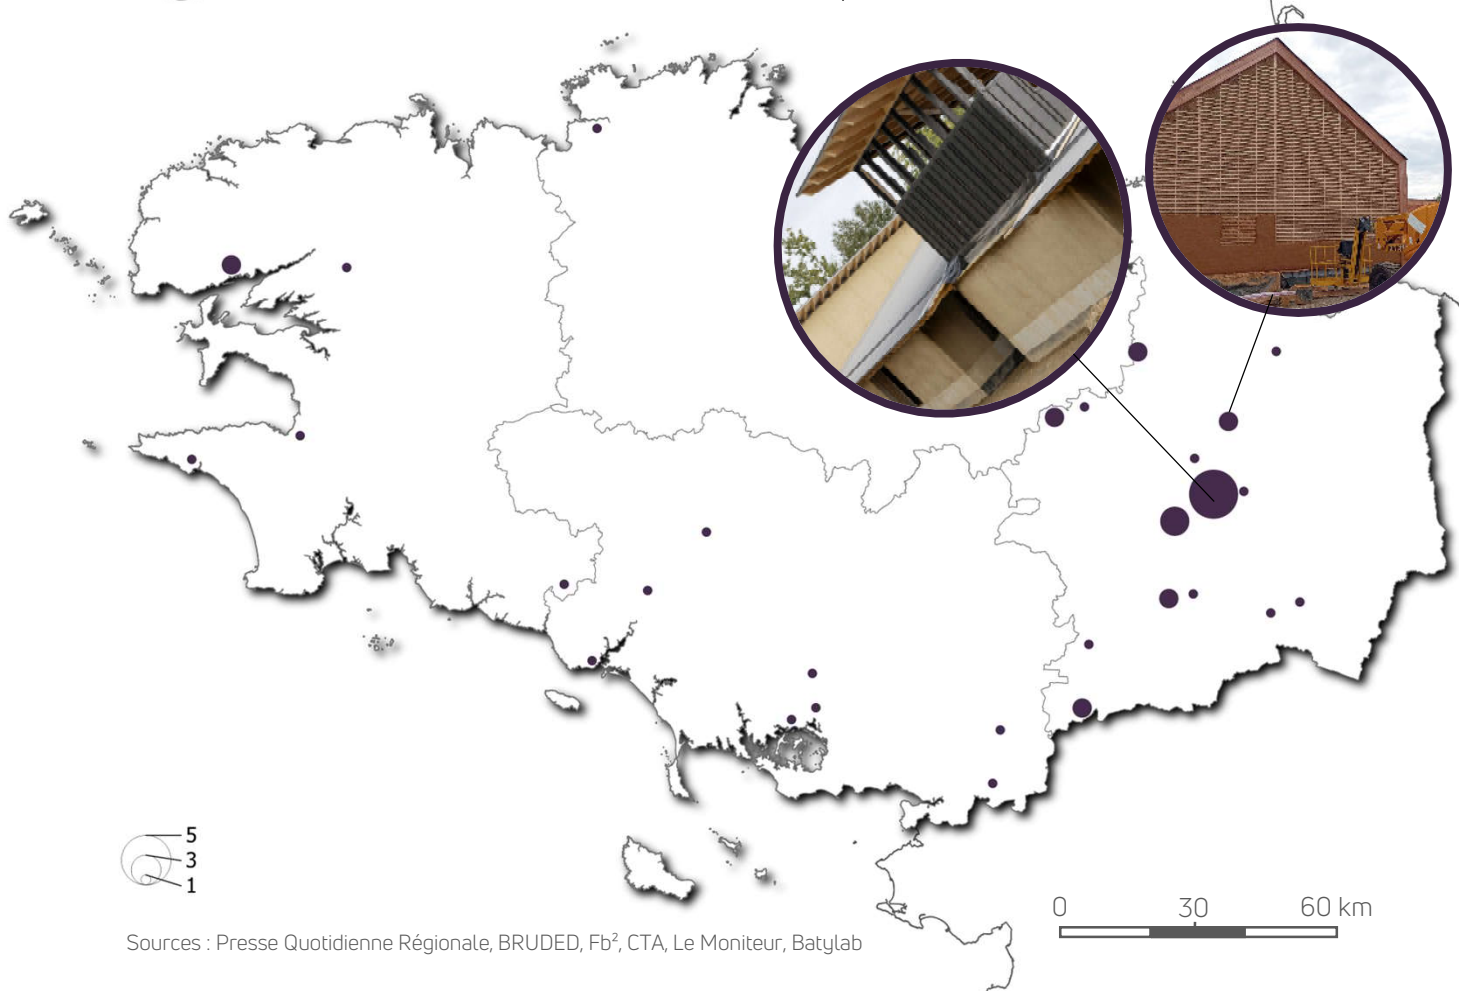 5
3
1
0 30 60 km
Sources : Presse Quotidienne Régionale, BRUDED, Fb², CTA, Le Moniteur, Batylab